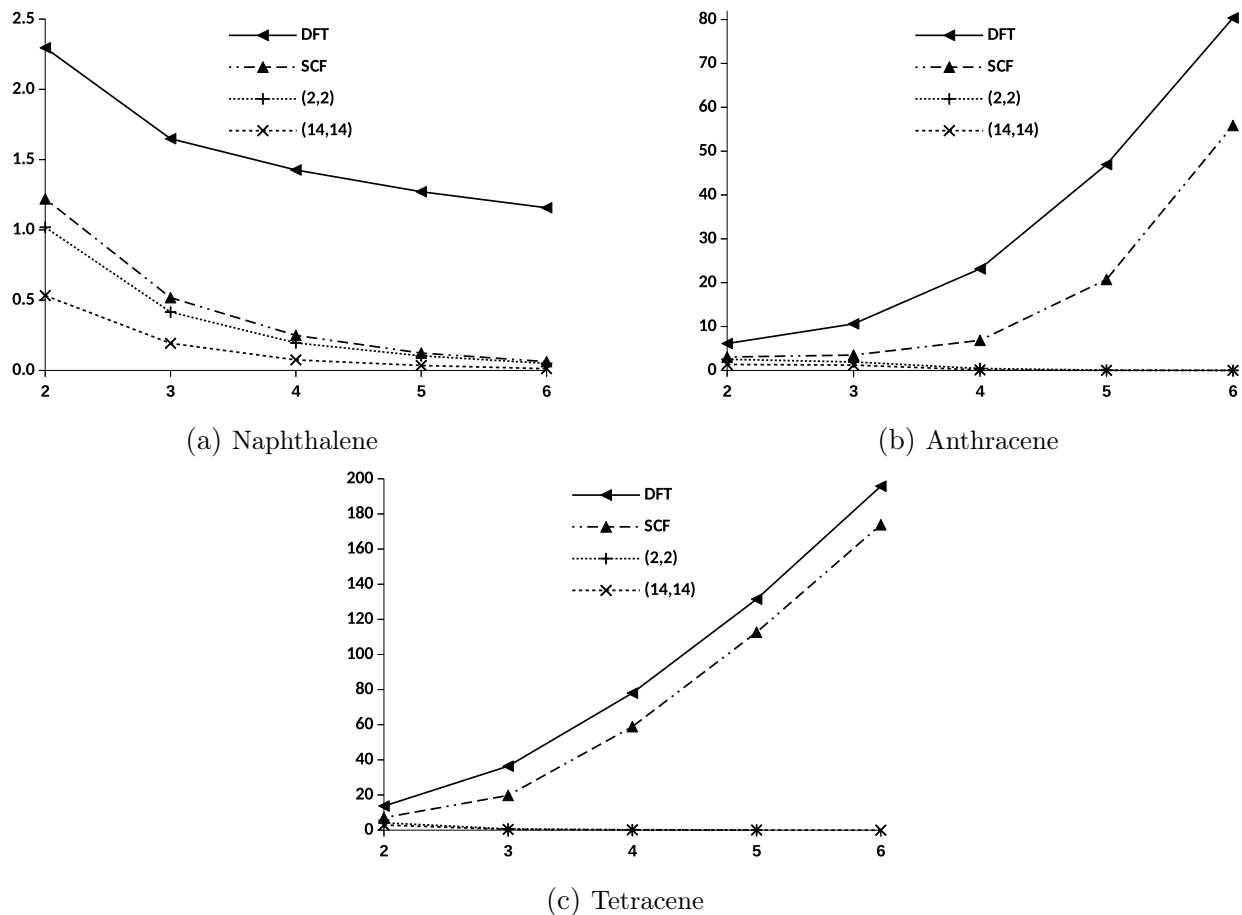 2.5
2.0
1.5
1.0
0.5
0.0
2 3 4 5 6
DFT
SCF
(2,2)
(14,14)
(a) Naphthalene
80
70
60
50
40
30
20
10
0
2 3 4 5 6
DFT
SCF
(2,2)
(14,14)
(b) Anthracene
200
180
160
140
120
100
80
60
40
20
0
2 3 4 5 6
DFT
SCF
(2,2)
(14,14)
(c) Tetracene